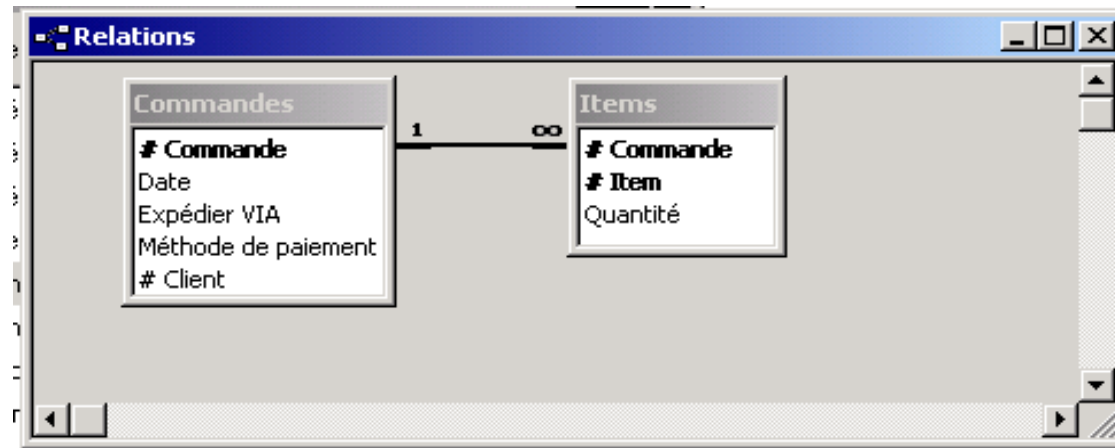 Relations
Commandes
# Commande
Date
Expédier VIA
Méthode de paiement
# Client
1 ∞
Items
# Commande
# Item
Quantité